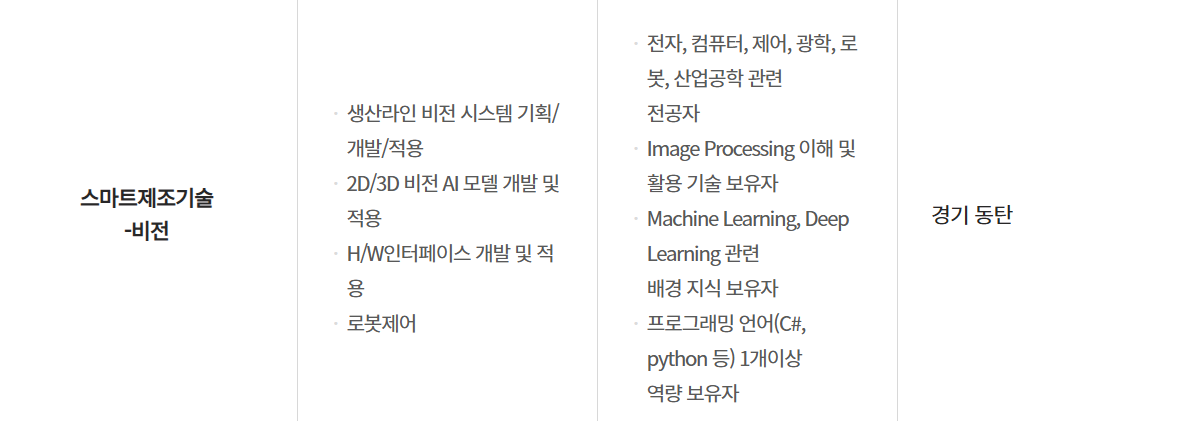 스마트제조기술
-비전
· 생산라인 비전 시스템 기획/
개발/적용
· 2D/3D 비전 AI 모델 개발 및
적용
· H/W인터페이스 개발 및 적
용
· 로봇제어
· 전자, 컴퓨터, 제어, 광학, 로
봇, 산업공학 관련
전공자
· Image Processing 이해 및
활용 기술 보유자
· Machine Learning, Deep
Learning 관련
배경 지식 보유자
· 프로그래밍 언어(C#,
python 등) 1개이상
역량 보유자
경기 동탄